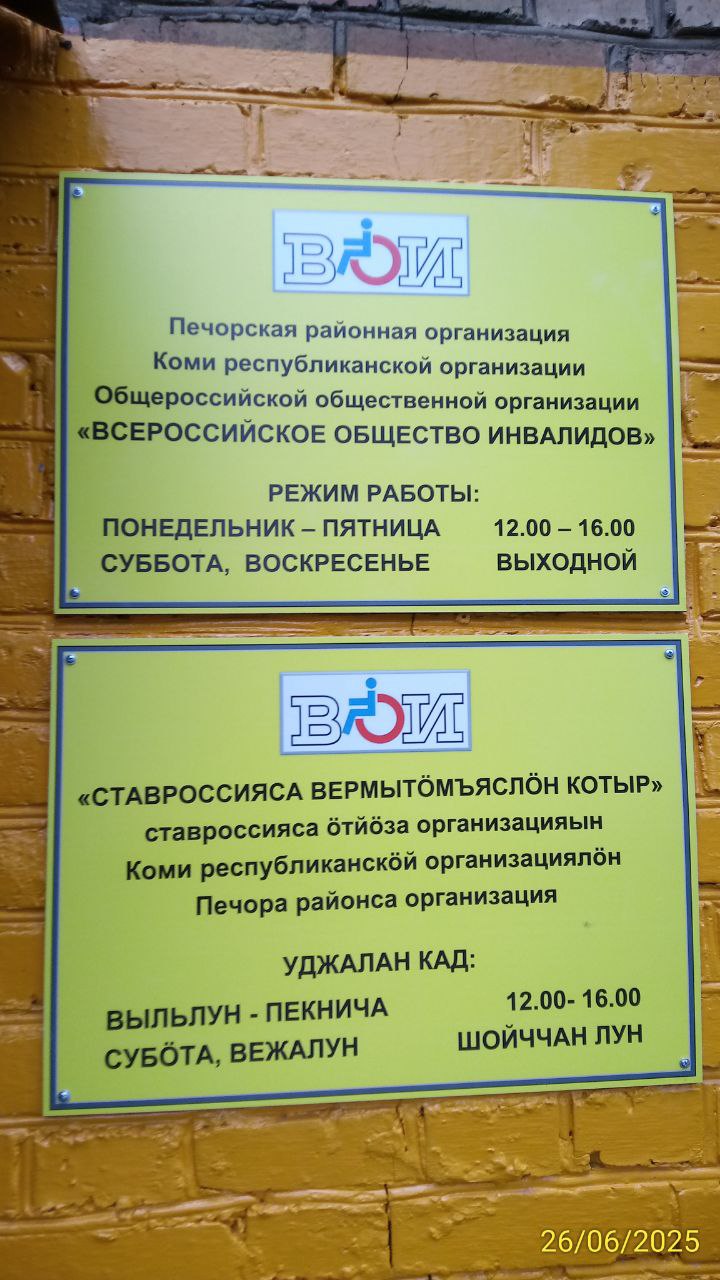 ВОИ
Печорская районная организация
Коми республиканской организации
Общероссийской общественной организации
«ВСЕРОССИЙСКОЕ ОБЩЕСТВО ИНВАЛИДОВ»
РЕЖИМ РАБОТЫ:
ПОНЕДЕЛЬНИК – ПЯТНИЦА 12.00 – 16.00
СУББОТА, ВОСКРЕСЕНЬЕ ВЫХОДНОЙ
ВОИ
«СТАВРОССИЯСА ВЕРМЫТӦМЪЯСЛӦН КОТЫР»
ставроссияса ӧтйӧза организацияын
Коми республиканскӧй организациялӧн
Печора районса организация
УДЖАЛАН КАД:
ВЫЛЬЛУН - ПЕКНИЧА 12.00- 16.00
СУБӦТА, ВЕЖАЛУН ШОЙЧЧАН ЛУН
26/06/2025